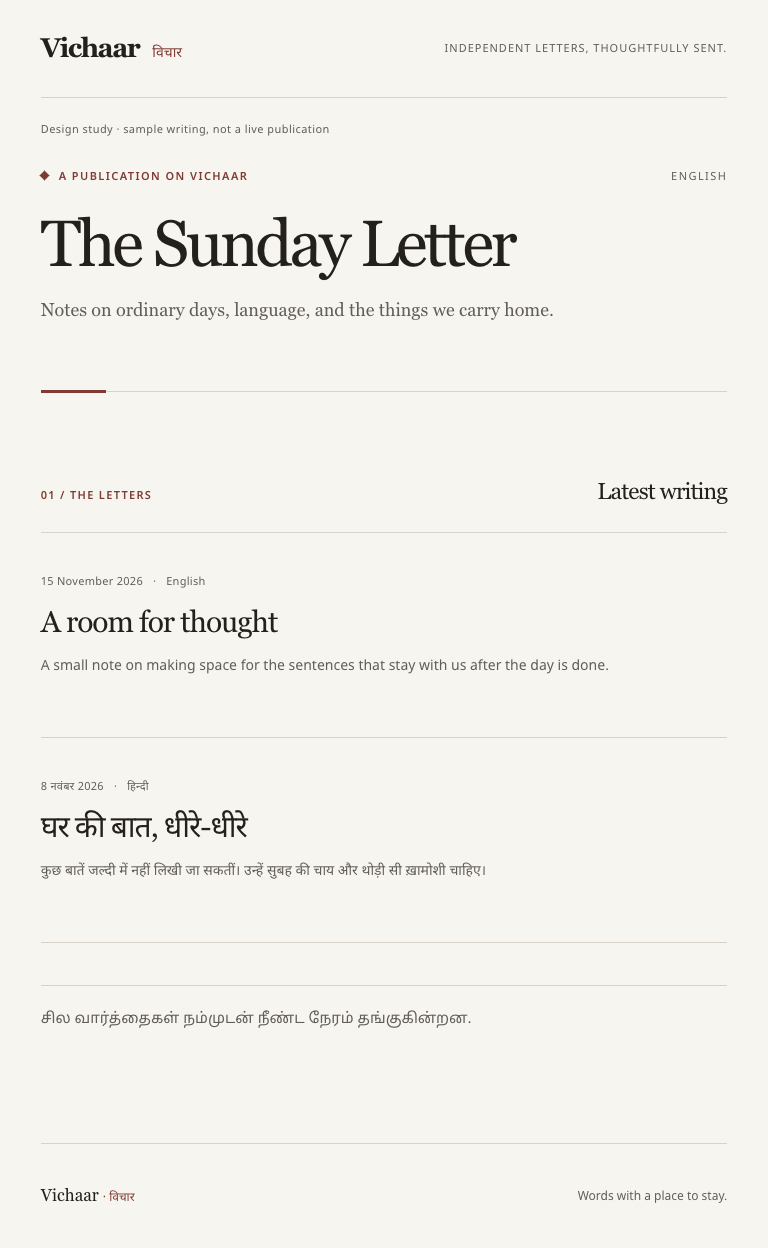 Vichaar विचार
INDEPENDENT LETTERS, THOUGHTFULLY SENT.
Design study · sample writing, not a live publication
A PUBLICATION ON VICHAAR
ENGLISH
The Sunday Letter
Notes on ordinary days, language, and the things we carry home.
01 / THE LETTERS
Latest writing
15 November 2026 · English
A room for thought
A small note on making space for the sentences that stay with us after the day is done.
8 नवंबर 2026 · हिन्दी
घर की बात, धीरे-धीरे
कुछ बातें जल्दी में नहीं लिखी जा सकतीं। उन्हें सुबह की चाय और थोड़ी सी ख़ामोशी चाहिए।
சில வார்த்தைகள் நம்முடன் நீண்ட நேரம் தங்குகின்றன.
Vichaar · विचार
Words with a place to stay.